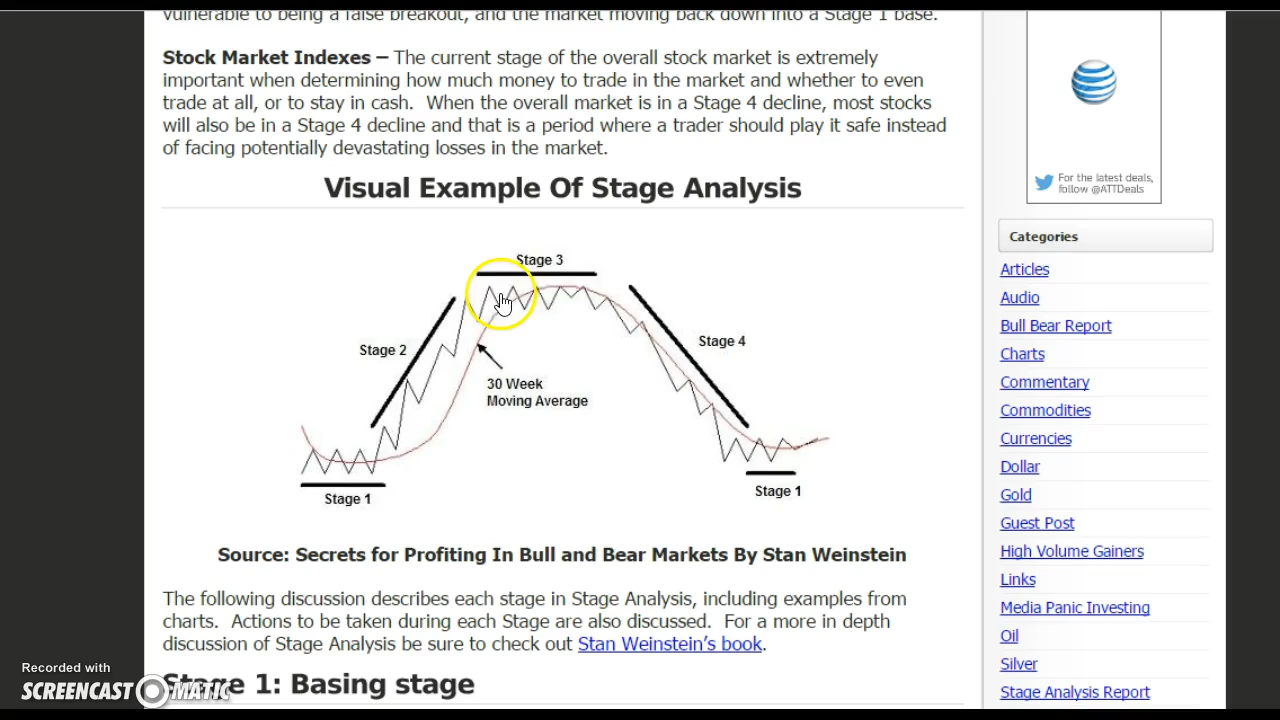 vulnerable to being a false breakout, and the market moving back down into a Stage 1 base.
Stock Market Indexes – The current stage of the overall stock market is extremely
important when determining how much money to trade in the market and whether to even
trade at all, or to stay in cash. When the overall market is in a Stage 4 decline, most stocks
will also be in a Stage 4 decline and that is a period where a trader should play it safe instead
of facing potentially devastating losses in the market.
Visual Example Of Stage Analysis
Stage 3
Stage 2
Stage 4
30 Week
Moving Average
Stage 1
Stage 1
Source: Secrets for Profiting In Bull and Bear Markets By Stan Weinstein
The following discussion describes each stage in Stage Analysis, including examples from
charts. Actions to be taken during each Stage are also discussed. For a more in depth
discussion of Stage Analysis be sure to check out Stan Weinstein's book.
Stage 1: Basing stage
For the latest deals,
follow @ATTDeals
Categories
Articles
Audio
Bull Bear Report
Charts
Commentary
Commodities
Currencies
Dollar
Gold
Guest Post
High Volume Gainers
Links
Media Panic Investing
Oil
Silver
Stage Analysis Report
Recorded with
SCREENCAST-O-MATIC